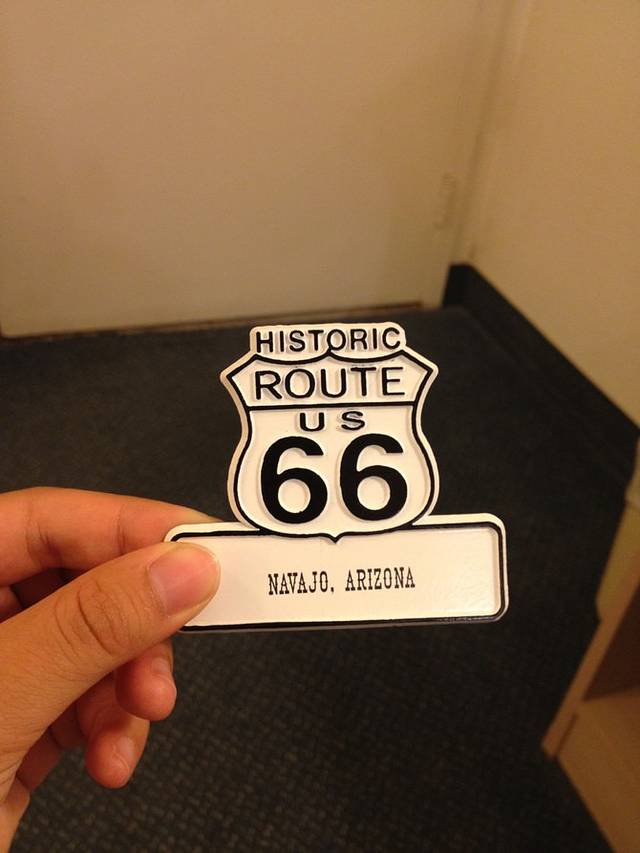 HISTORIC
ROUTE
US
66
NAVAJO, ARIZONA